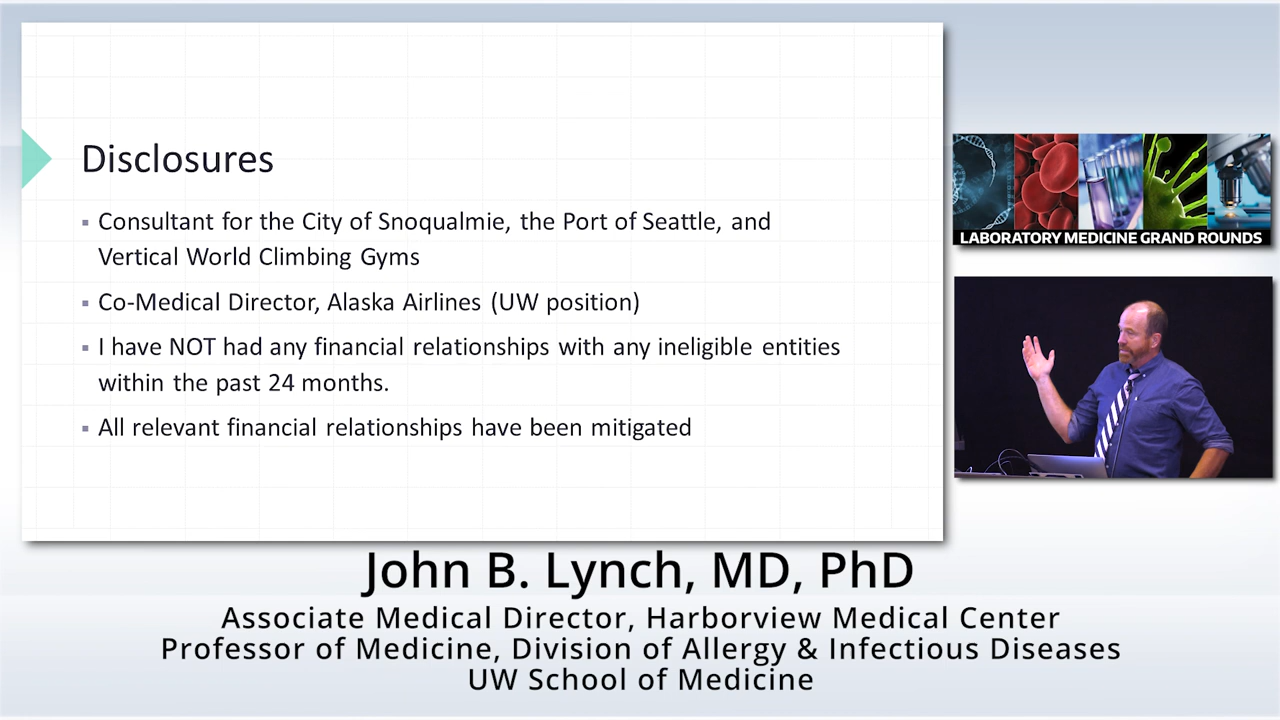 Disclosures
Consultant for the City of Snoqualmie, the Port of Seattle, and
Vertical World Climbing Gyms
Co-Medical Director, Alaska Airlines (UW position)
I have NOT had any financial relationships with any ineligible entities
within the past 24 months.
All relevant financial relationships have been mitigated
LABORATORY MEDICINE GRAND ROUNDS
John B. Lynch, MD, PhD
Associate Medical Director, Harborview Medical Center
Professor of Medicine, Division of Allergy & Infectious Diseases
UW School of Medicine